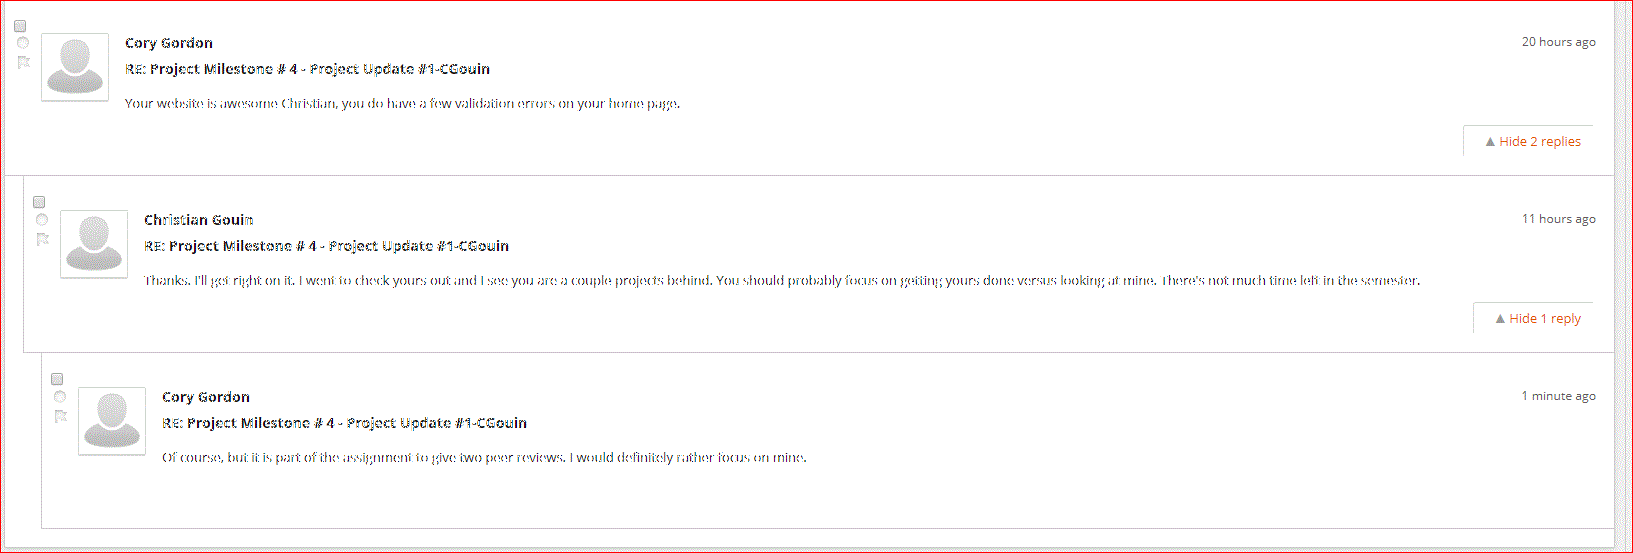 Cory Gordon
20 hours ago
RE: Project Milestone # 4 - Project Update #1-CGouin
Your website is awesome Christian, you do have a few validation errors on your home page.
▲ Hide 2 replies
Christian Gouin
11 hours ago
RE: Project Milestone # 4 - Project Update #1-CGouin
Thanks. I'll get right on it. I went to check yours out and I see you are a couple projects behind. You should probably focus on getting yours done versus looking at mine. There's not much time left in the semester.
▲ Hide 1 reply
Cory Gordon
1 minute ago
RE: Project Milestone # 4 - Project Update #1-CGouin
Of course, but it is part of the assignment to give two peer reviews. I would definitely rather focus on mine.